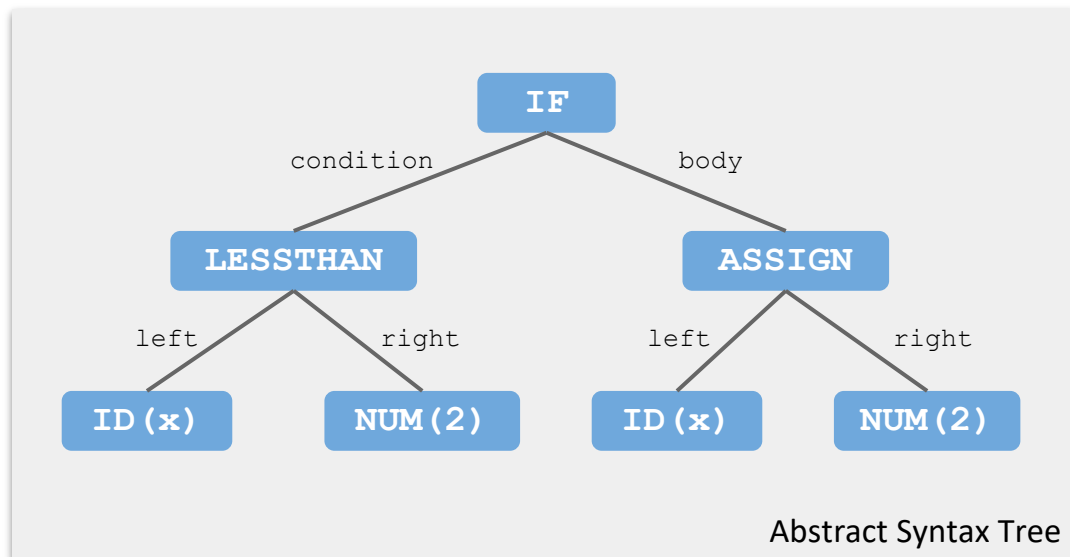 IF
condition
body
LESSTHAN
ASSIGN
left
right
left
right
ID(x)
NUM(2)
ID(x)
NUM(2)
Abstract Syntax Tree